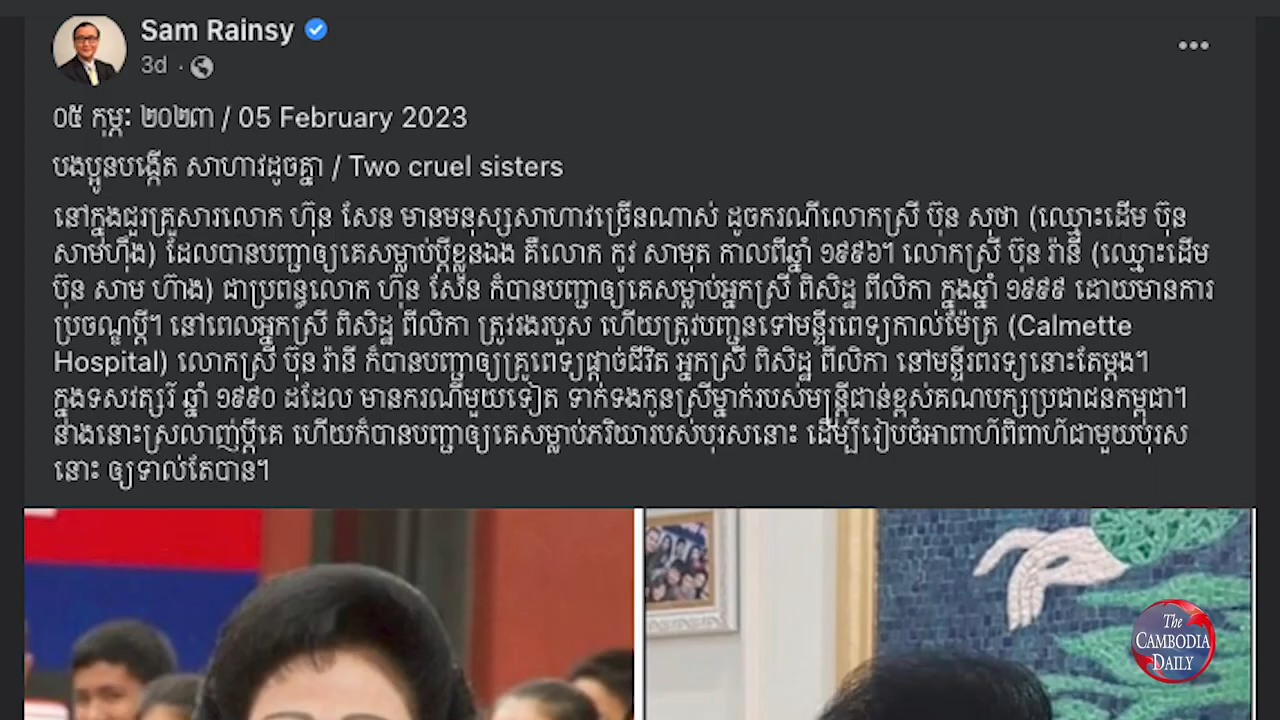 Sam Rainsy
3d
០៥ កុម្ភៈ ២០២៣ / 05 February 2023
បងប្អូនបង្កើត សាហាវដូចគ្នា / Two cruel sisters
នៅក្នុងជួរគ្រួសារលោក ហ៊ុន សែន មានមនុស្សសាហាវច្រើនណាស់ ដូចករណីលោកស្រី ប៊ុន សុថា (ឈ្មោះដើម ប៊ុន
សាមហ៊ីង) ដែលបានបញ្ជាឲ្យគេសម្លាប់ប្ដីខ្លួនឯង គឺលោក កូវ សាមុត កាលពីឆ្នាំ ១៩៩៦។ លោកស្រី ប៊ុន រ៉ានី (ឈ្មោះដើម
ប៊ុន សាម ហ៊ាង) ជាប្រពន្ធលោក ហ៊ុន សែន ក៏បានបញ្ជាឲ្យគេសម្លាប់អ្នកស្រី ពិសិដ្ឋ ពីលិកា ក្នុងឆ្នាំ ១៩៩៩ ដោយមានការ
ប្រចណ្ឌប្ដី។ នៅពេលអ្នកស្រី ពិសិដ្ឋ ពីលិកា ត្រូវរងរបួស ហើយត្រូវបញ្ជូនទៅមន្ទីរពេទ្យកាល់ម៉ែត្រ (Calmette
Hospital) លោកស្រី ប៊ុន រ៉ានី ក៏បានបញ្ជាឲ្យគ្រូពេទ្យផ្ដាច់ជីវិត អ្នកស្រី ពិសិដ្ឋ ពីលិកា នៅមន្ទីរពរទ្យនោះតែម្ដង។
ក្នុងទសវត្សរ៍ ឆ្នាំ ១៩៩០ ដដែល មានករណីមួយទៀត ទាក់ទងកូនស្រីម្នាក់របស់មន្ត្រីជាន់ខ្ពស់គណបក្សប្រជាជនកម្ពុជា។
នាងនោះស្រលាញ់ប្ដីគេ ហើយក៏បានបញ្ជាឲ្យគេសម្លាប់ភរិយារបស់បុរសនោះ ដើម្បីរៀបចំអាពាហ៍ពិពាហ៍ជាមួយបុរស
នោះ ឲ្យទាល់តែបាន។
The
CAMBODIA
DAILY